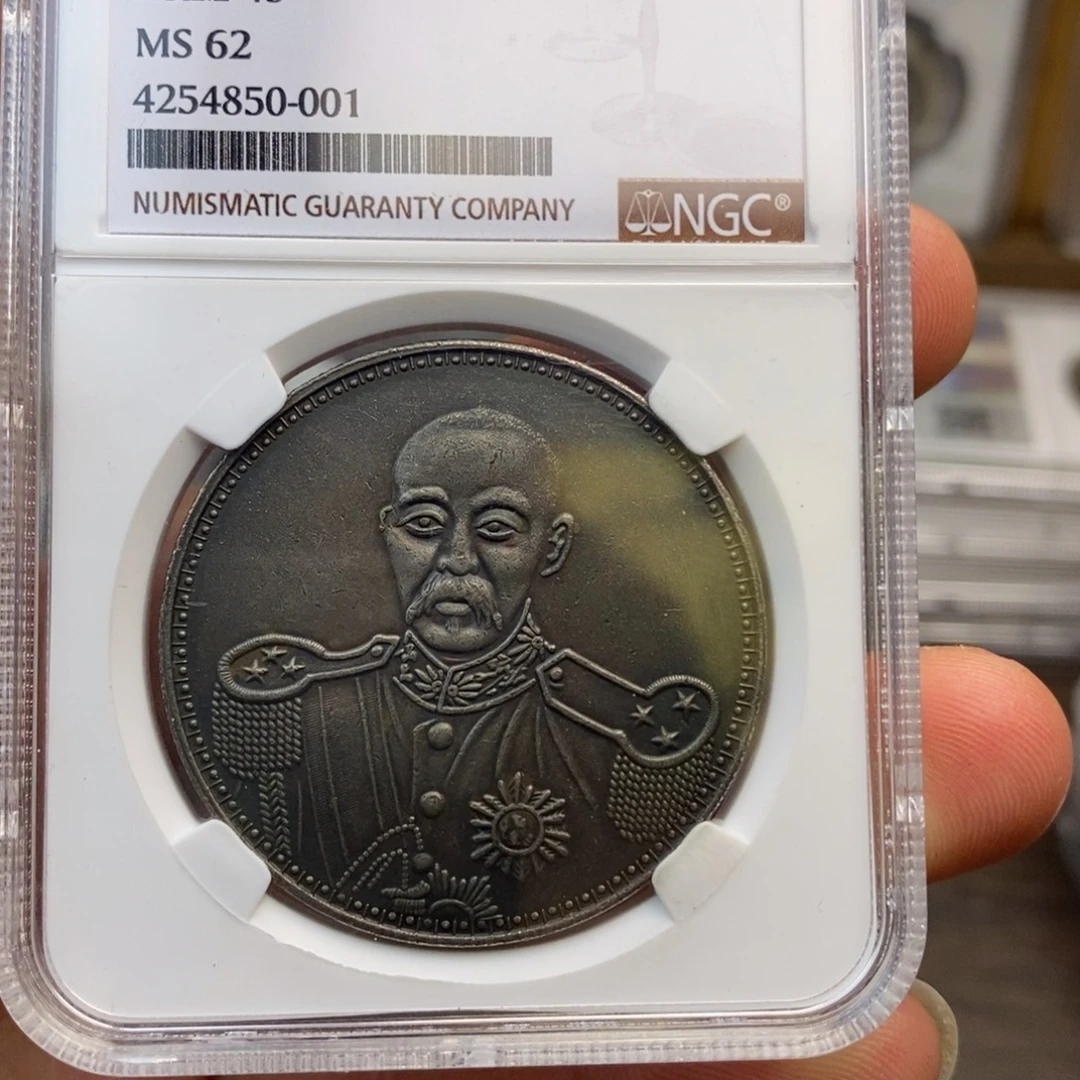 MS 62
4254850-001
NUMISMATIC GUARANTY COMPANY
NGC®